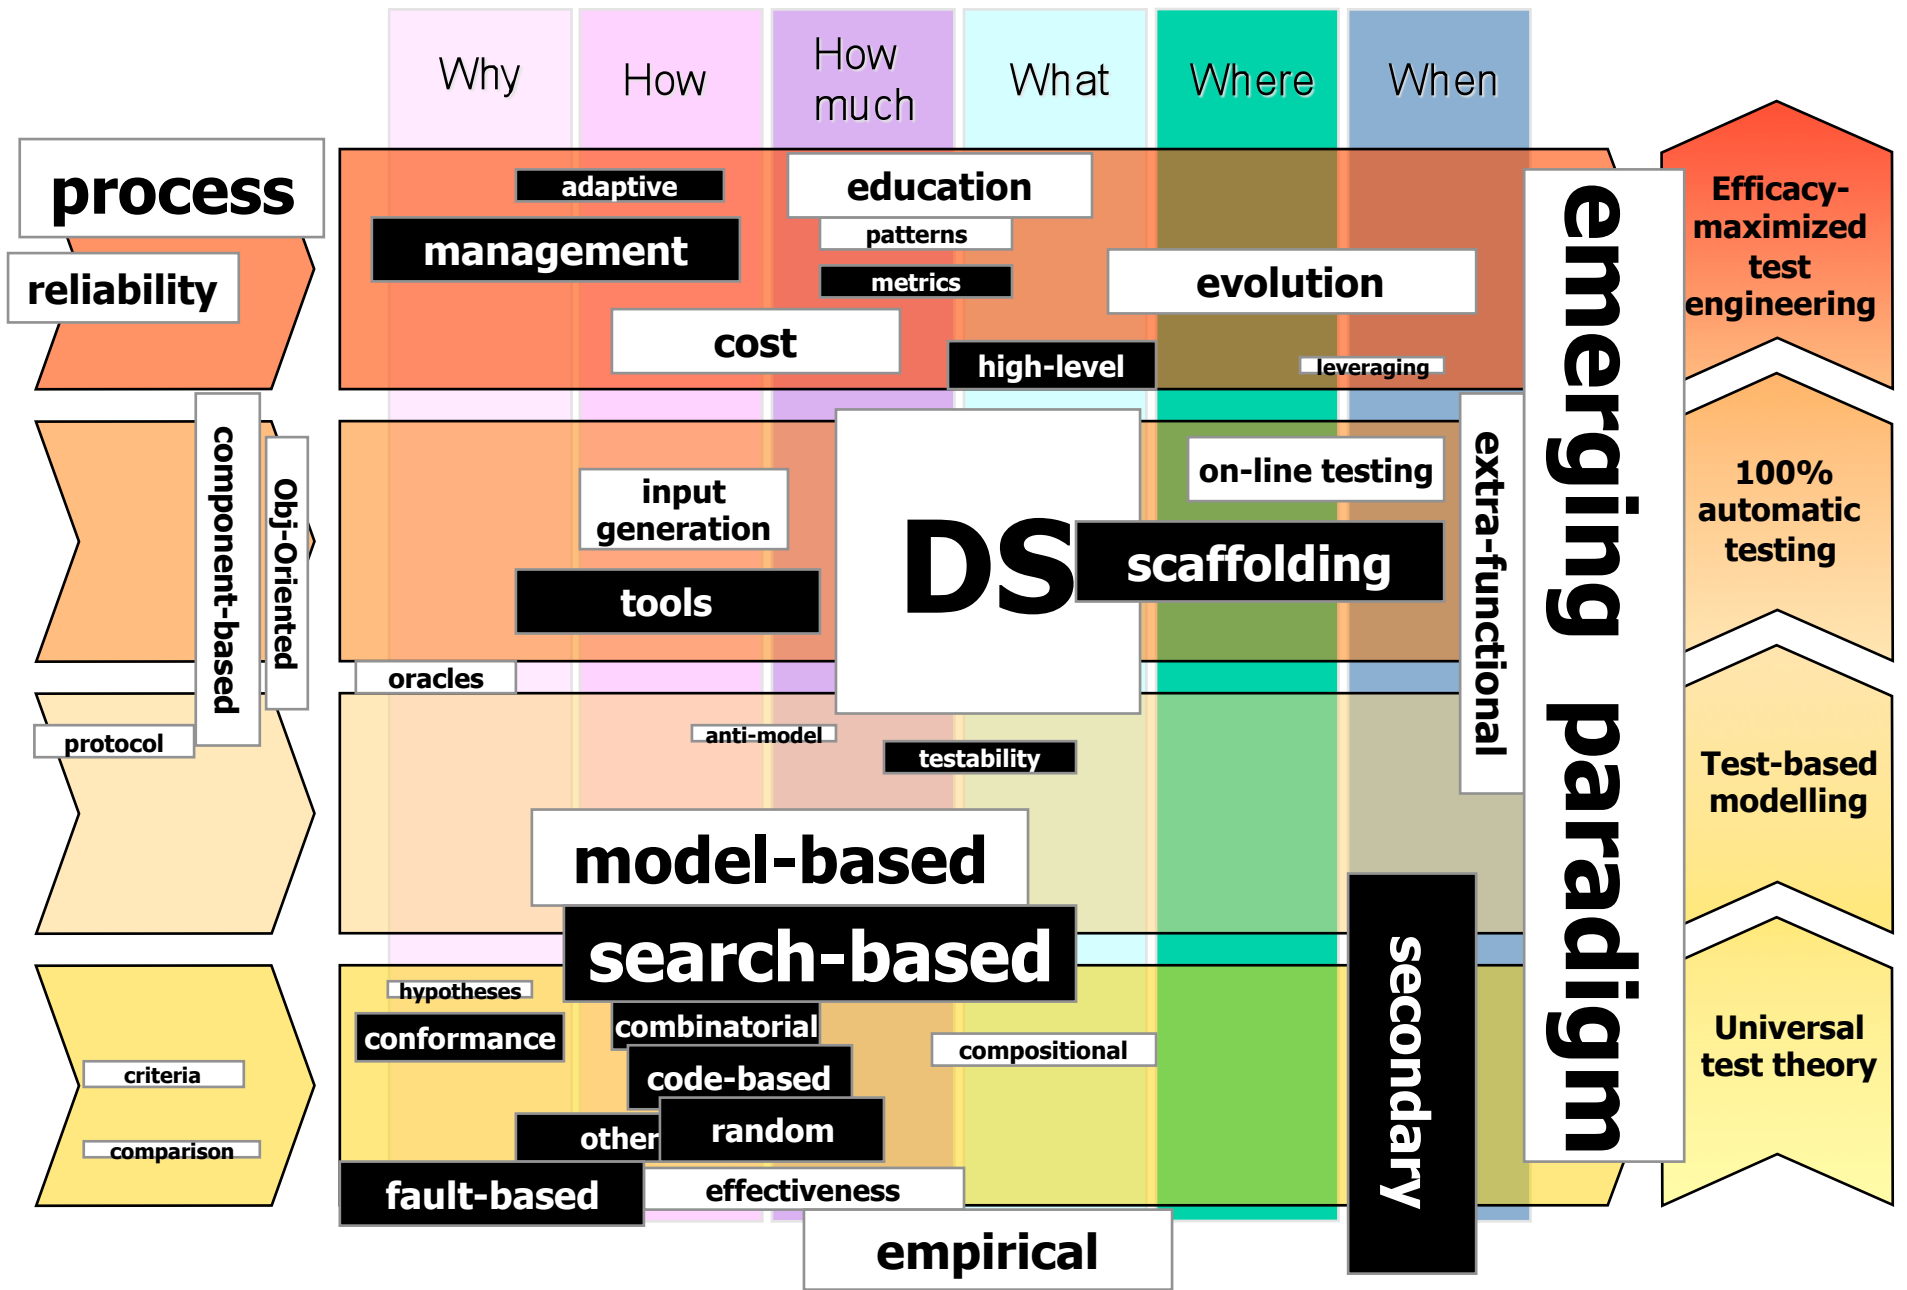 Why
How
How
much
What
Where
When
process
reliability
adaptive
management
education
patterns
metrics
cost
high-level
evolution
leveraging
emerging paradigm
Efficacy-
maximized
test
engineering
component-based
Obj-Oriented
input
generation
tools
DS
on-line testing
scaffolding
extra-functional
100%
automatic
testing
oracles
protocol
anti-model
testability
model-based
Test-based
modelling
search-based
secondary
hypotheses
conformance
combinatorial
code-based
compositional
criteria
comparison
other
random
fault-based
effectiveness
empirical
Universal
test theory